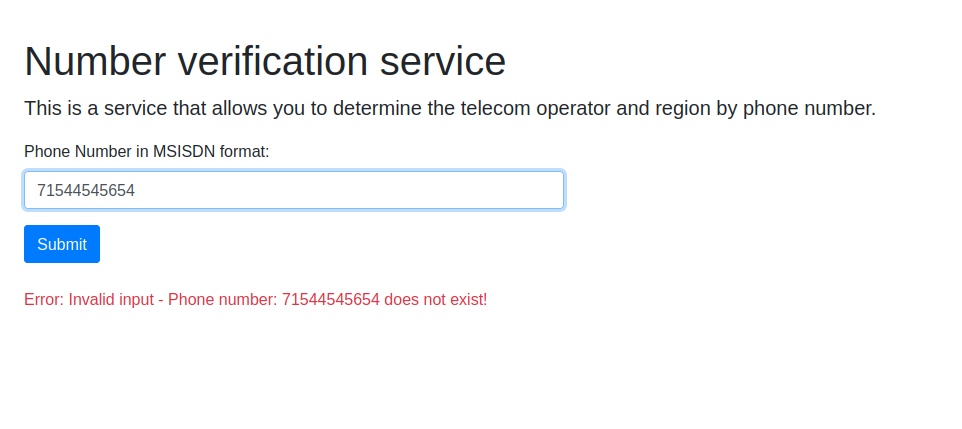 Number verification service
This is a service that allows you to determine the telecom operator and region by phone number.
Phone Number in MSISDN format:
71544545654
Submit
Error: Invalid input - Phone number: 71544545654 does not exist!